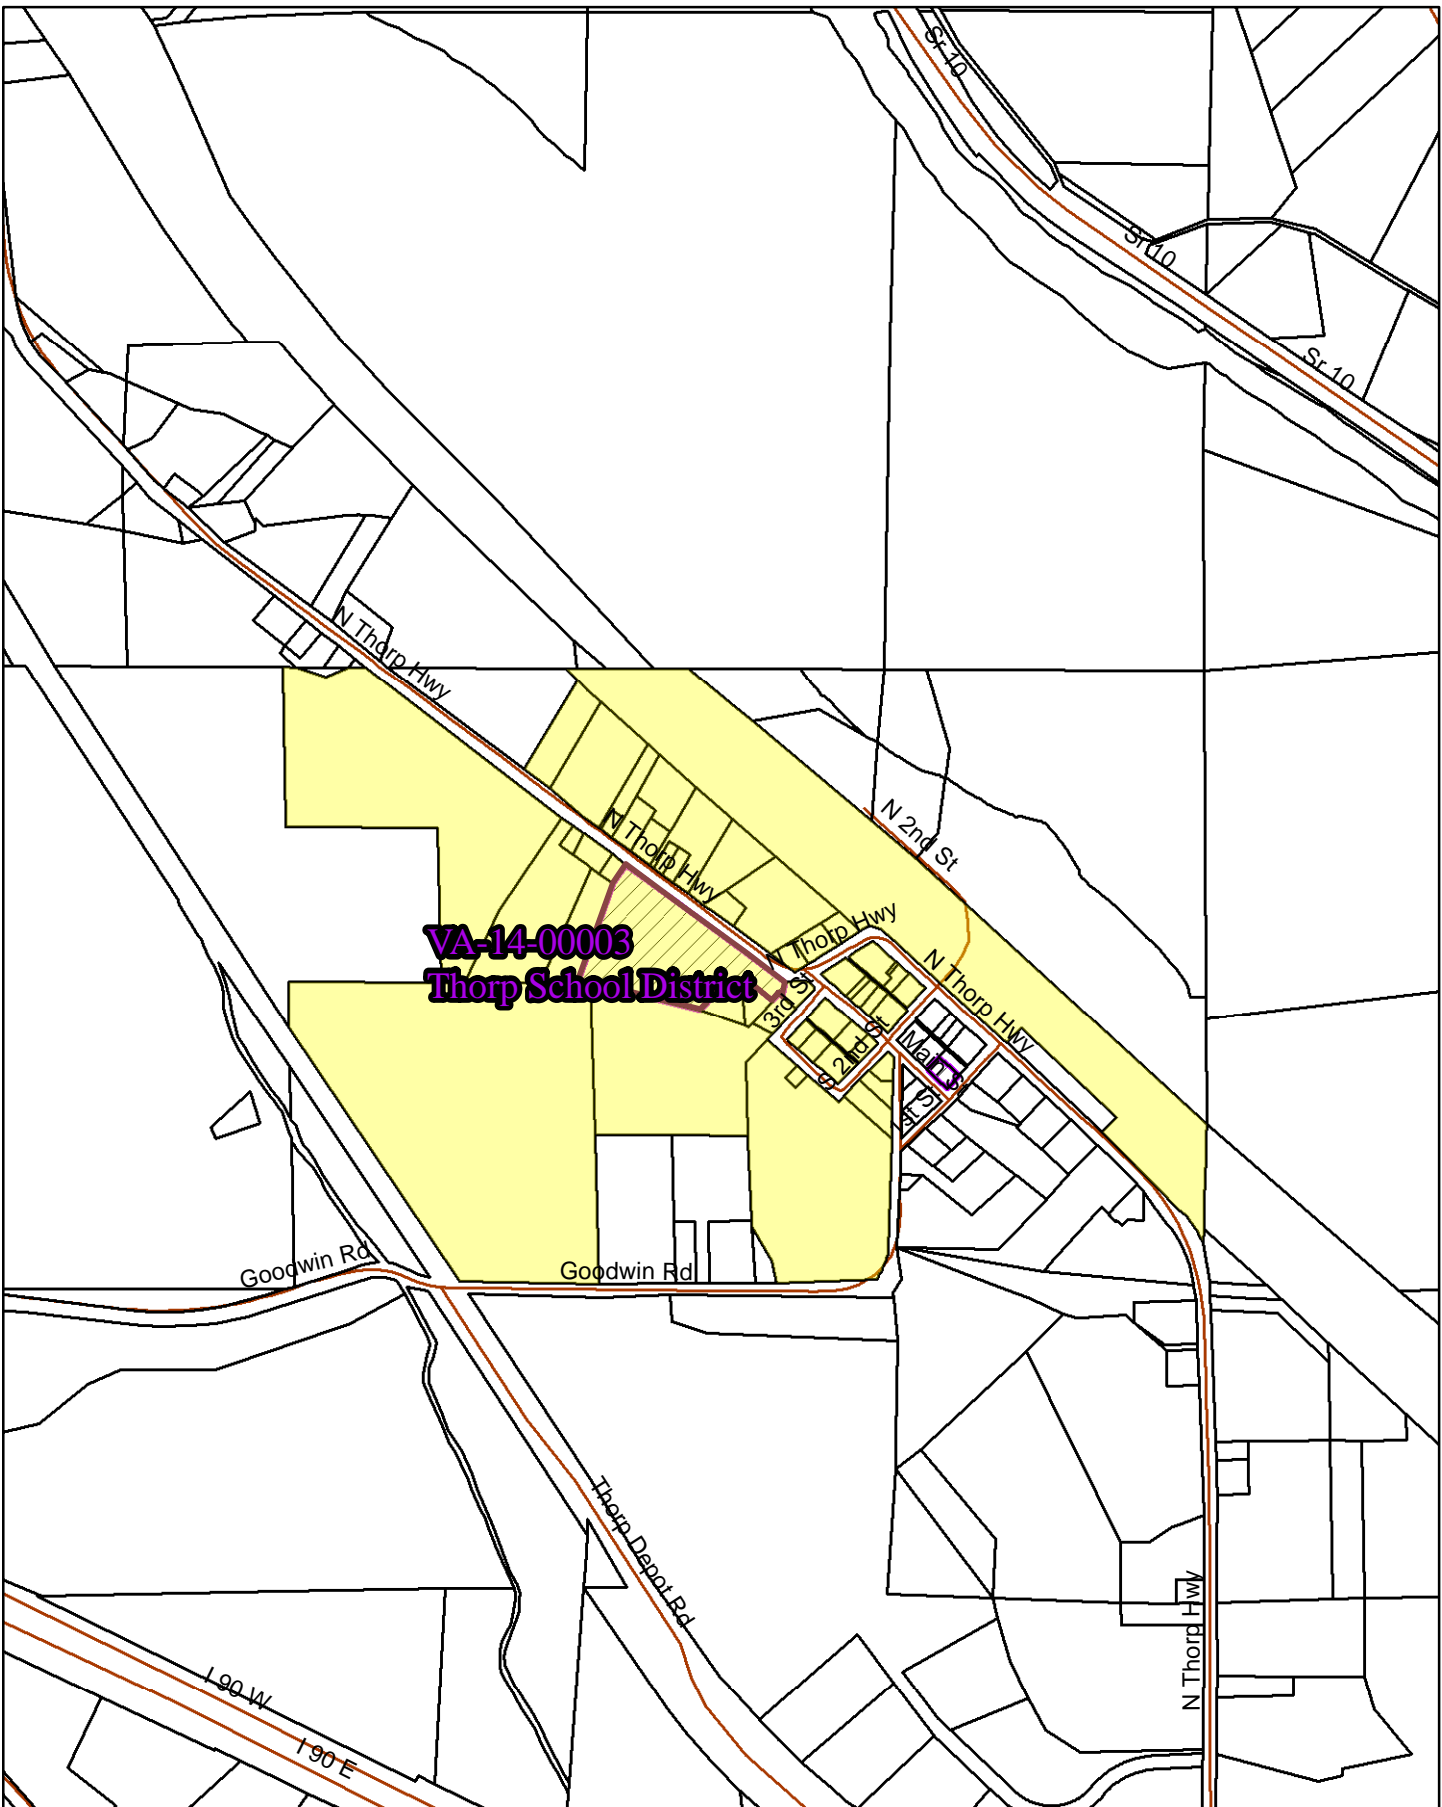 Sr 10
Sr 10
Sr 10
N Thorp Hwy
N Thorp Hwy
N 2nd St
N Thorp Hwy
N Thorp Hwy
VA-14-00003
Thorp School District
3rd St
S 2nd St
Main St
St
Goodwin Rd
Goodwin Rd
Thorp Depot Rd
N Thorp Hwy
I 90 W
I 90 E